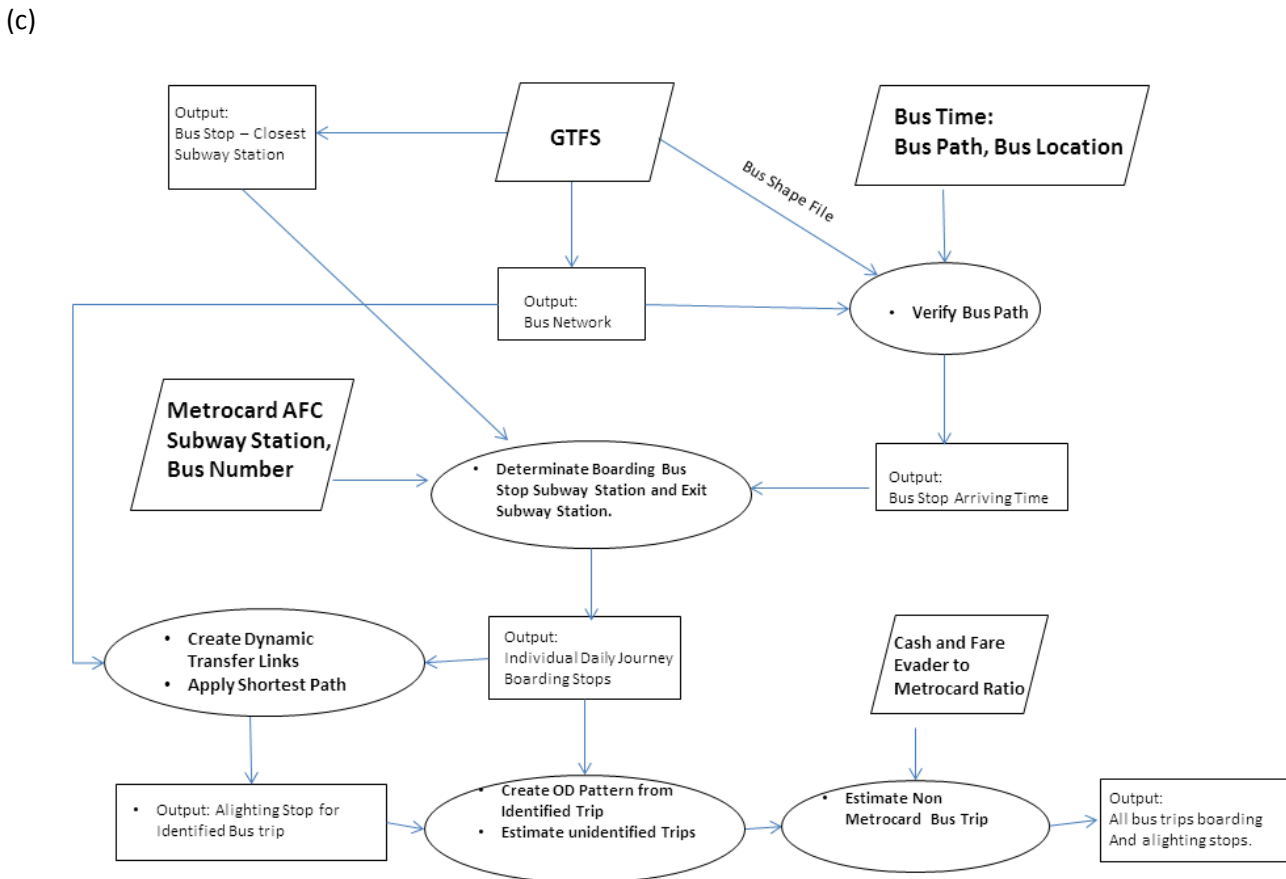 (c)
Output:
Bus Stop – Closest
Subway Station
GTFS
Bus Time:
Bus Path, Bus Location
Bus Shape File
Output:
Bus Network
• Verify Bus Path
Metrocard AFC
Subway Station,
Bus Number
• Determinate Boarding Bus
Stop Subway Station and Exit
Subway Station.
Output:
Bus Stop Arriving Time
• Create Dynamic
Transfer Links
• Apply Shortest Path
Output:
Individual Daily Journey
Boarding Stops
Cash and Fare
Evader to
Metrocard Ratio
• Output: Alighting Stop for
Identified Bus trip
• Create OD Pattern from
Identified Trip
• Estimate unidentified Trips
• Estimate Non
Metrocard Bus Trip
Output:
All bus trips boarding
And alighting stops.